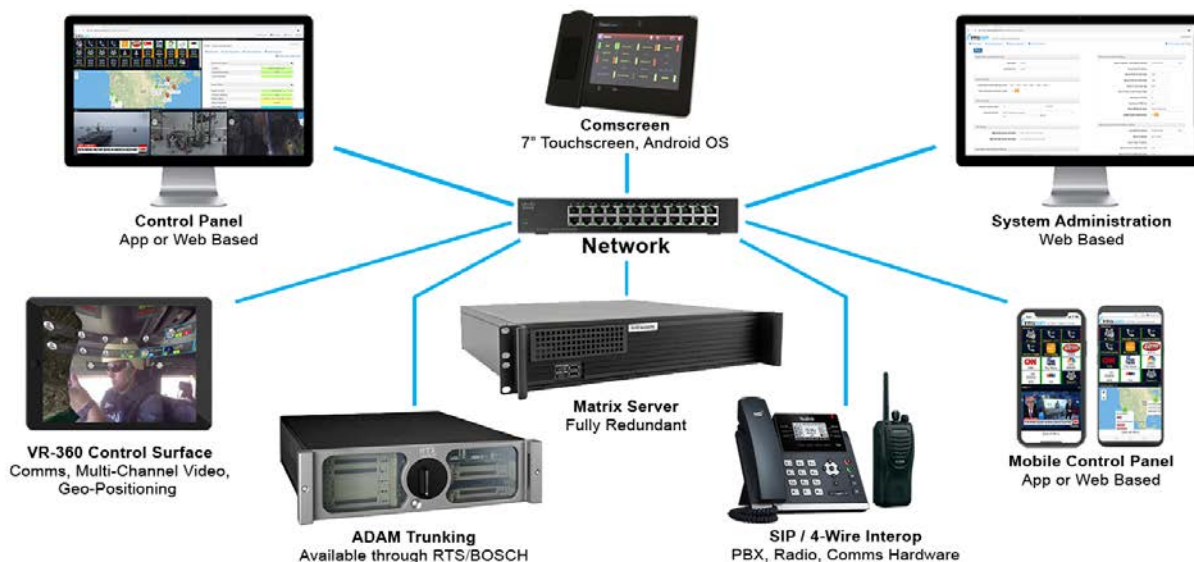 Comscreen
7" Touchscreen, Android OS
Control Panel
App or Web Based
System Administration
Web Based
Network
VR-360 Control Surface
Comms, Multi-Channel Video,
Geo-Positioning
Matrix Server
Fully Redundant
Mobile Control Panel
App or Web Based
ADAM Trunking
Available through RTS/BOSCH
SIP / 4-Wire Interop
PBX, Radio, Comms Hardware